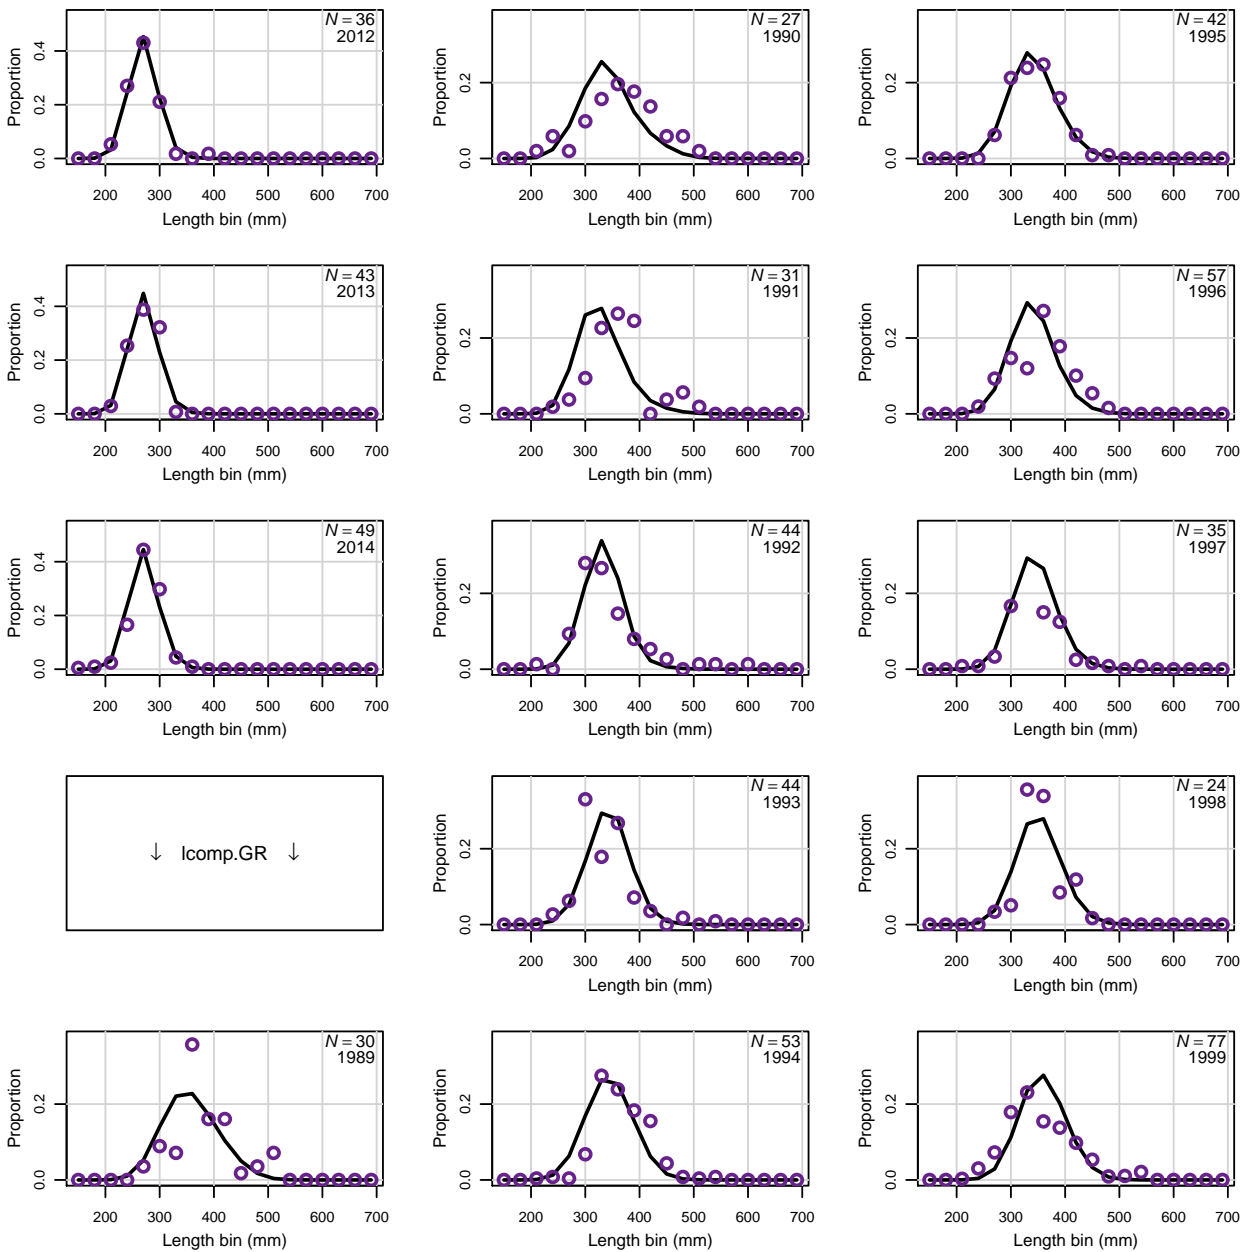 N = 36
2012
Proportion
0.0 0.2 0.4
200 300 400 500 600 700
Length bin (mm)
N = 43
2013
Proportion
0.0 0.2 0.4
200 300 400 500 600 700
Length bin (mm)
N = 49
2014
Proportion
0.0 0.2 0.4
200 300 400 500 600 700
Length bin (mm)
↓ lcomp.GR ↓
N = 30
1989
Proportion
0.0 0.2
200 300 400 500 600 700
Length bin (mm)
N = 27
1990
Proportion
0.0 0.2
200 300 400 500 600 700
Length bin (mm)
N = 31
1991
Proportion
0.0 0.2
200 300 400 500 600 700
Length bin (mm)
N = 44
1992
Proportion
0.0 0.2
200 300 400 500 600 700
Length bin (mm)
N = 44
1993
Proportion
0.0 0.2
200 300 400 500 600 700
Length bin (mm)
N = 53
1994
Proportion
0.0 0.2
200 300 400 500 600 700
Length bin (mm)
N = 42
1995
Proportion
0.0 0.2
200 300 400 500 600 700
Length bin (mm)
N = 57
1996
Proportion
0.0 0.2
200 300 400 500 600 700
Length bin (mm)
N = 35
1997
Proportion
0.0 0.2
200 300 400 500 600 700
Length bin (mm)
N = 24
1998
Proportion
0.0 0.2
200 300 400 500 600 700
Length bin (mm)
N = 77
1999
Proportion
0.0 0.2
200 300 400 500 600 700
Length bin (mm)